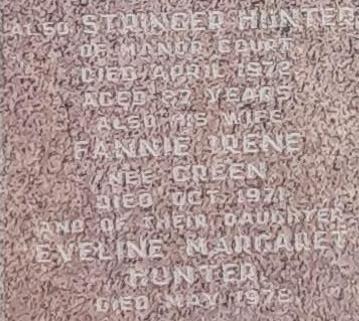 ALSO STRINGER HUNTER
OF MANOR COURT
DIED APRIL 1972
AGED 87 YEARS
ALSO HIS WIFE
FANNIE IRENE
NEE GREEN
DIED OCT. 1971
AND OF THEIR DAUGHTER
EVELINE MARGARET
HUNTER
DIED MAY 1978